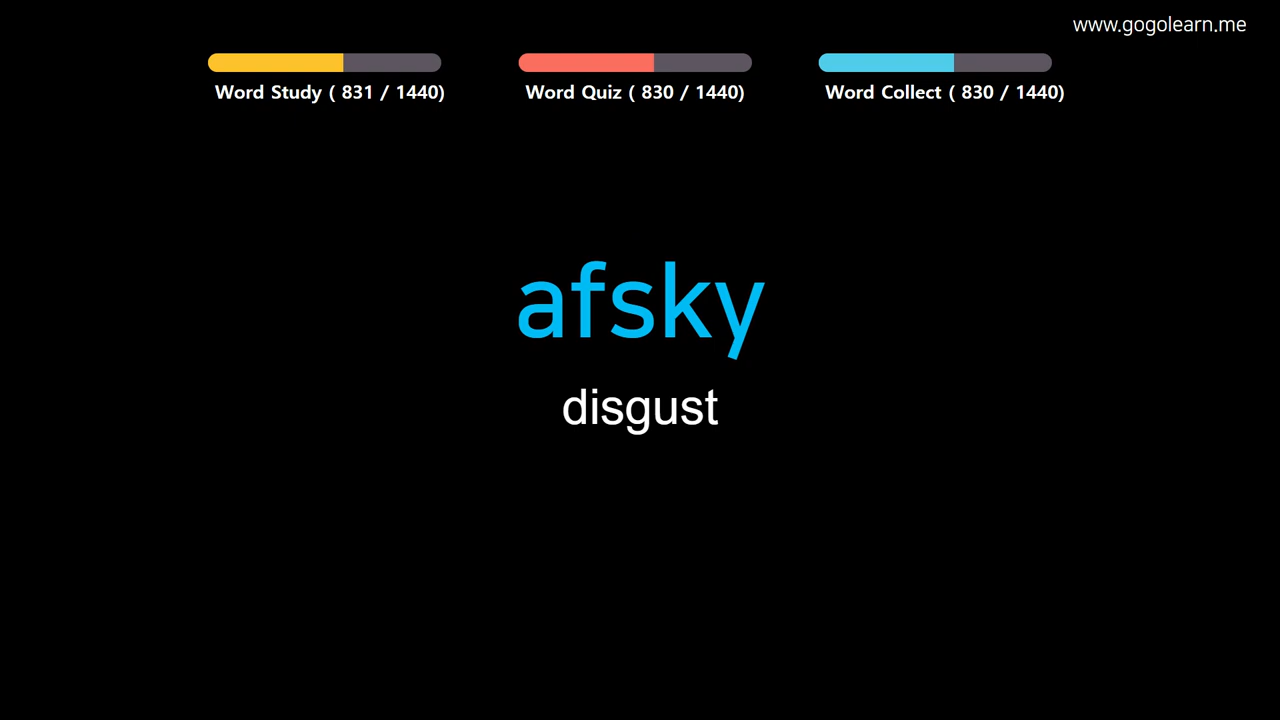 www.gogolearn.me
Word Study ( 831 / 1440)
Word Quiz ( 830 / 1440)
Word Collect ( 830 / 1440)
afsky
disgust